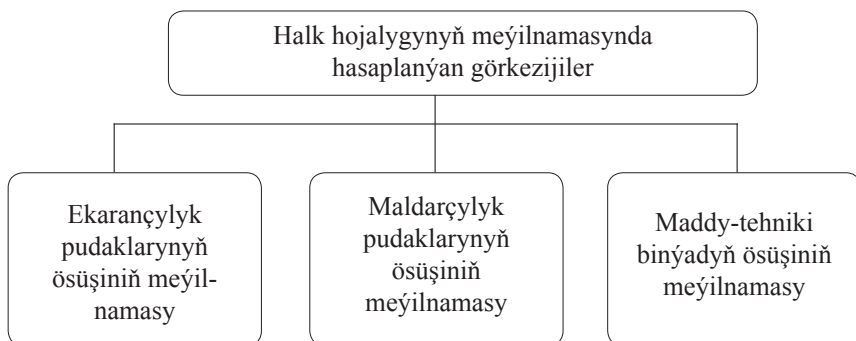 Halk hojalygynyň meýilnamasynda
hasaplanýan görkezijiler
Ekarançylyk
pudaklarynyň
ösüşiniň meýil-
namasy
Maldarçylyk
pudaklarynyň
ösüşiniň
meýilnamasy
Maddy-tehniki
binýadyň ösüşiniň
meýilnamasy